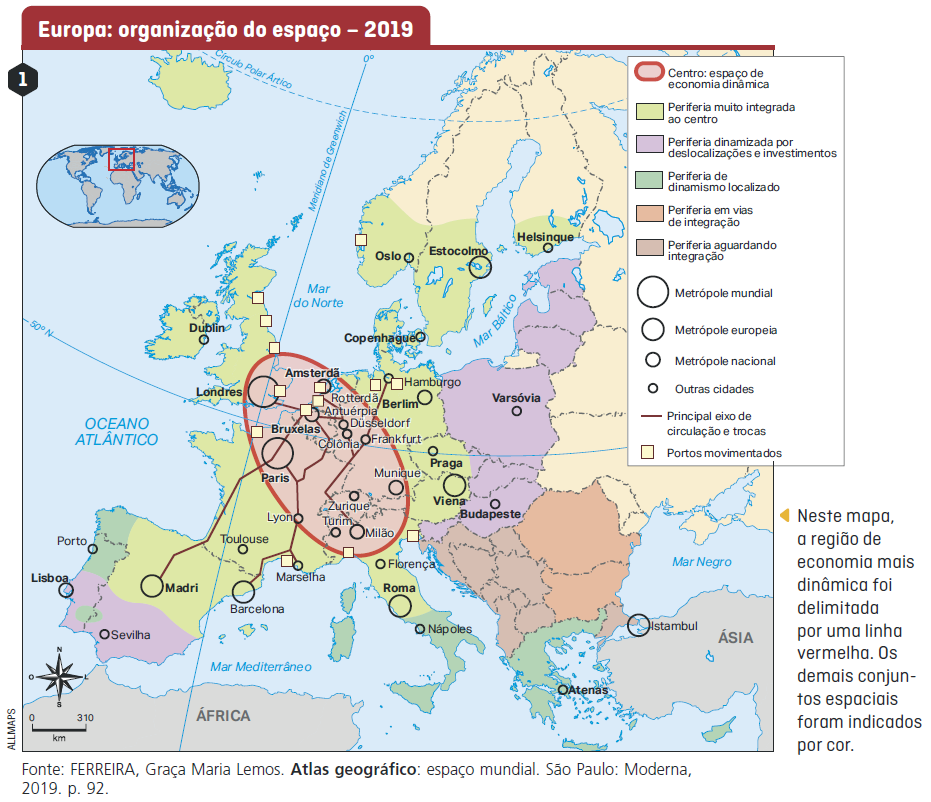 Europa: organização do espaço – 2019
1
Círculo Polar Ártico
0°
Meridiano de Greenwich
50° N
Centro: espaço de
economia dinâmica
Periferia muito integrada
ao centro
Periferia dinamizada por
deslocalizações e investimentos
Periferia de
dinamismo localizado
Periferia em vias
de integração
Periferia aguardando
integração
Metrópole mundial
Metrópole europeia
Metrópole nacional
Outras cidades
Principal eixo de
circulação e trocas
Portos movimentados
Helsinque
Estocolmo
Oslo
Mar
do Norte
Mar Báltico
Dublin
Copenhague
Amsterdã
Hamburgo
Londres
Roterdã
Berlim
Varsóvia
Antuérpia
OCEANO
ATLÂNTICO
Bruxelas
Düsseldorf
Colônia
Frankfurt
Praga
Paris
Munique
Viena
Zurique
Budapeste
Lyon
Turim
Milão
Porto
Toulouse
Florença
Mar Negro
Marselha
Lisboa
Madri
Roma
Barcelona
Istambul
Nápoles
Sevilha
ÁSIA
Mar Mediterrâneo
Atenas
N
O
L
S
ÁFRICA
0 310
km
ALLMAPS
Neste mapa,
a região de
economia mais
dinâmica foi
delimitada
por uma linha
vermelha. Os
demais conjun-
tos espaciais
foram indicados
por cor.
Fonte: FERREIRA, Graça Maria Lemos. Atlas geográfico: espaço mundial. São Paulo: Moderna,
2019. p. 92.